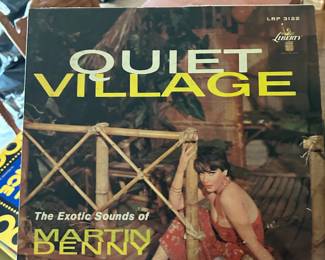 LRP 3122
LIBERTY
QUIET
VILLAGE
The Exotic Sounds of
MARTIN
DENNY